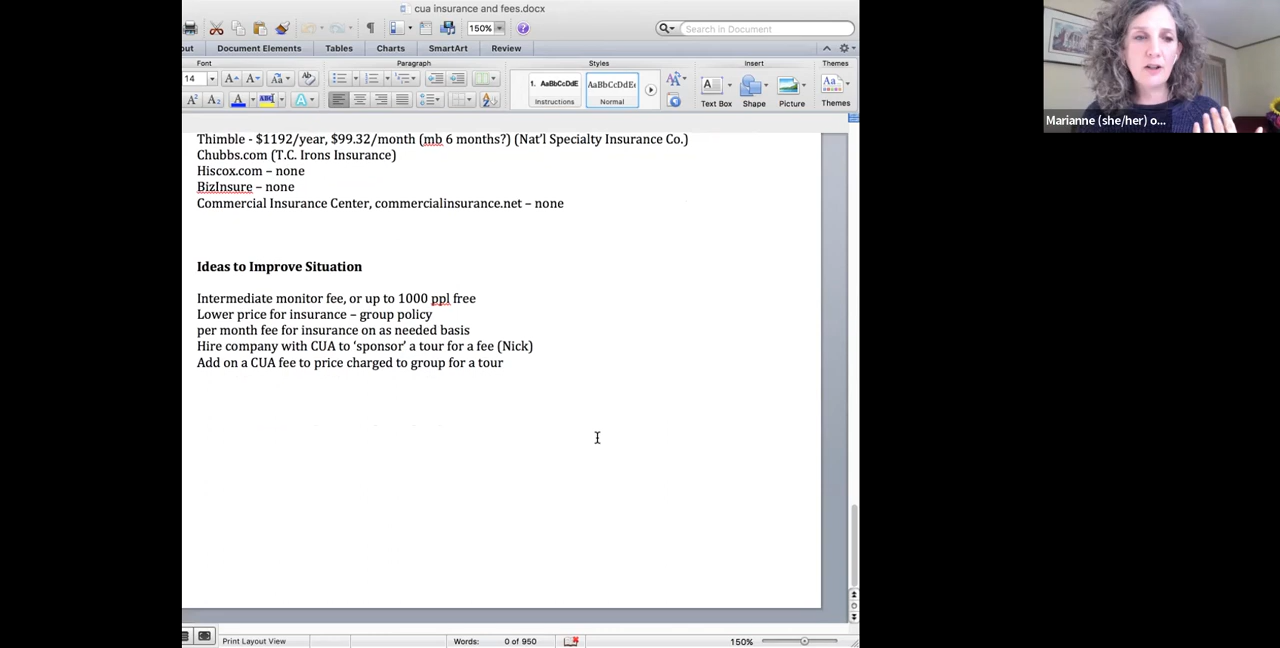 cua insurance and fees.docx
150%
Search in Document
Document Elements
Tables
Charts
SmartArt
Review
Font
Paragraph
Styles
Insert
Themes
14
Aa
AaBbCcDdE
AaBbCcDdEe
Aa
Instructions
Normal
Text Box
Shape
Picture
Themes
Thimble - $1192/year, $99.32/month (mb 6 months?) (Nat'l Specialty Insurance Co.)
Chubbs.com (T.C. Irons Insurance)
Hiscox.com – none
BizInsure – none
Commercial Insurance Center, commercialinsurance.net – none
Ideas to Improve Situation
Intermediate monitor fee, or up to 1000 ppl free
Lower price for insurance – group policy
per month fee for insurance on as needed basis
Hire company with CUA to 'sponsor' a tour for a fee (Nick)
Add on a CUA fee to price charged to group for a tour
Print Layout View
Words:
0 of 950
150%
Marianne (she/her) o...